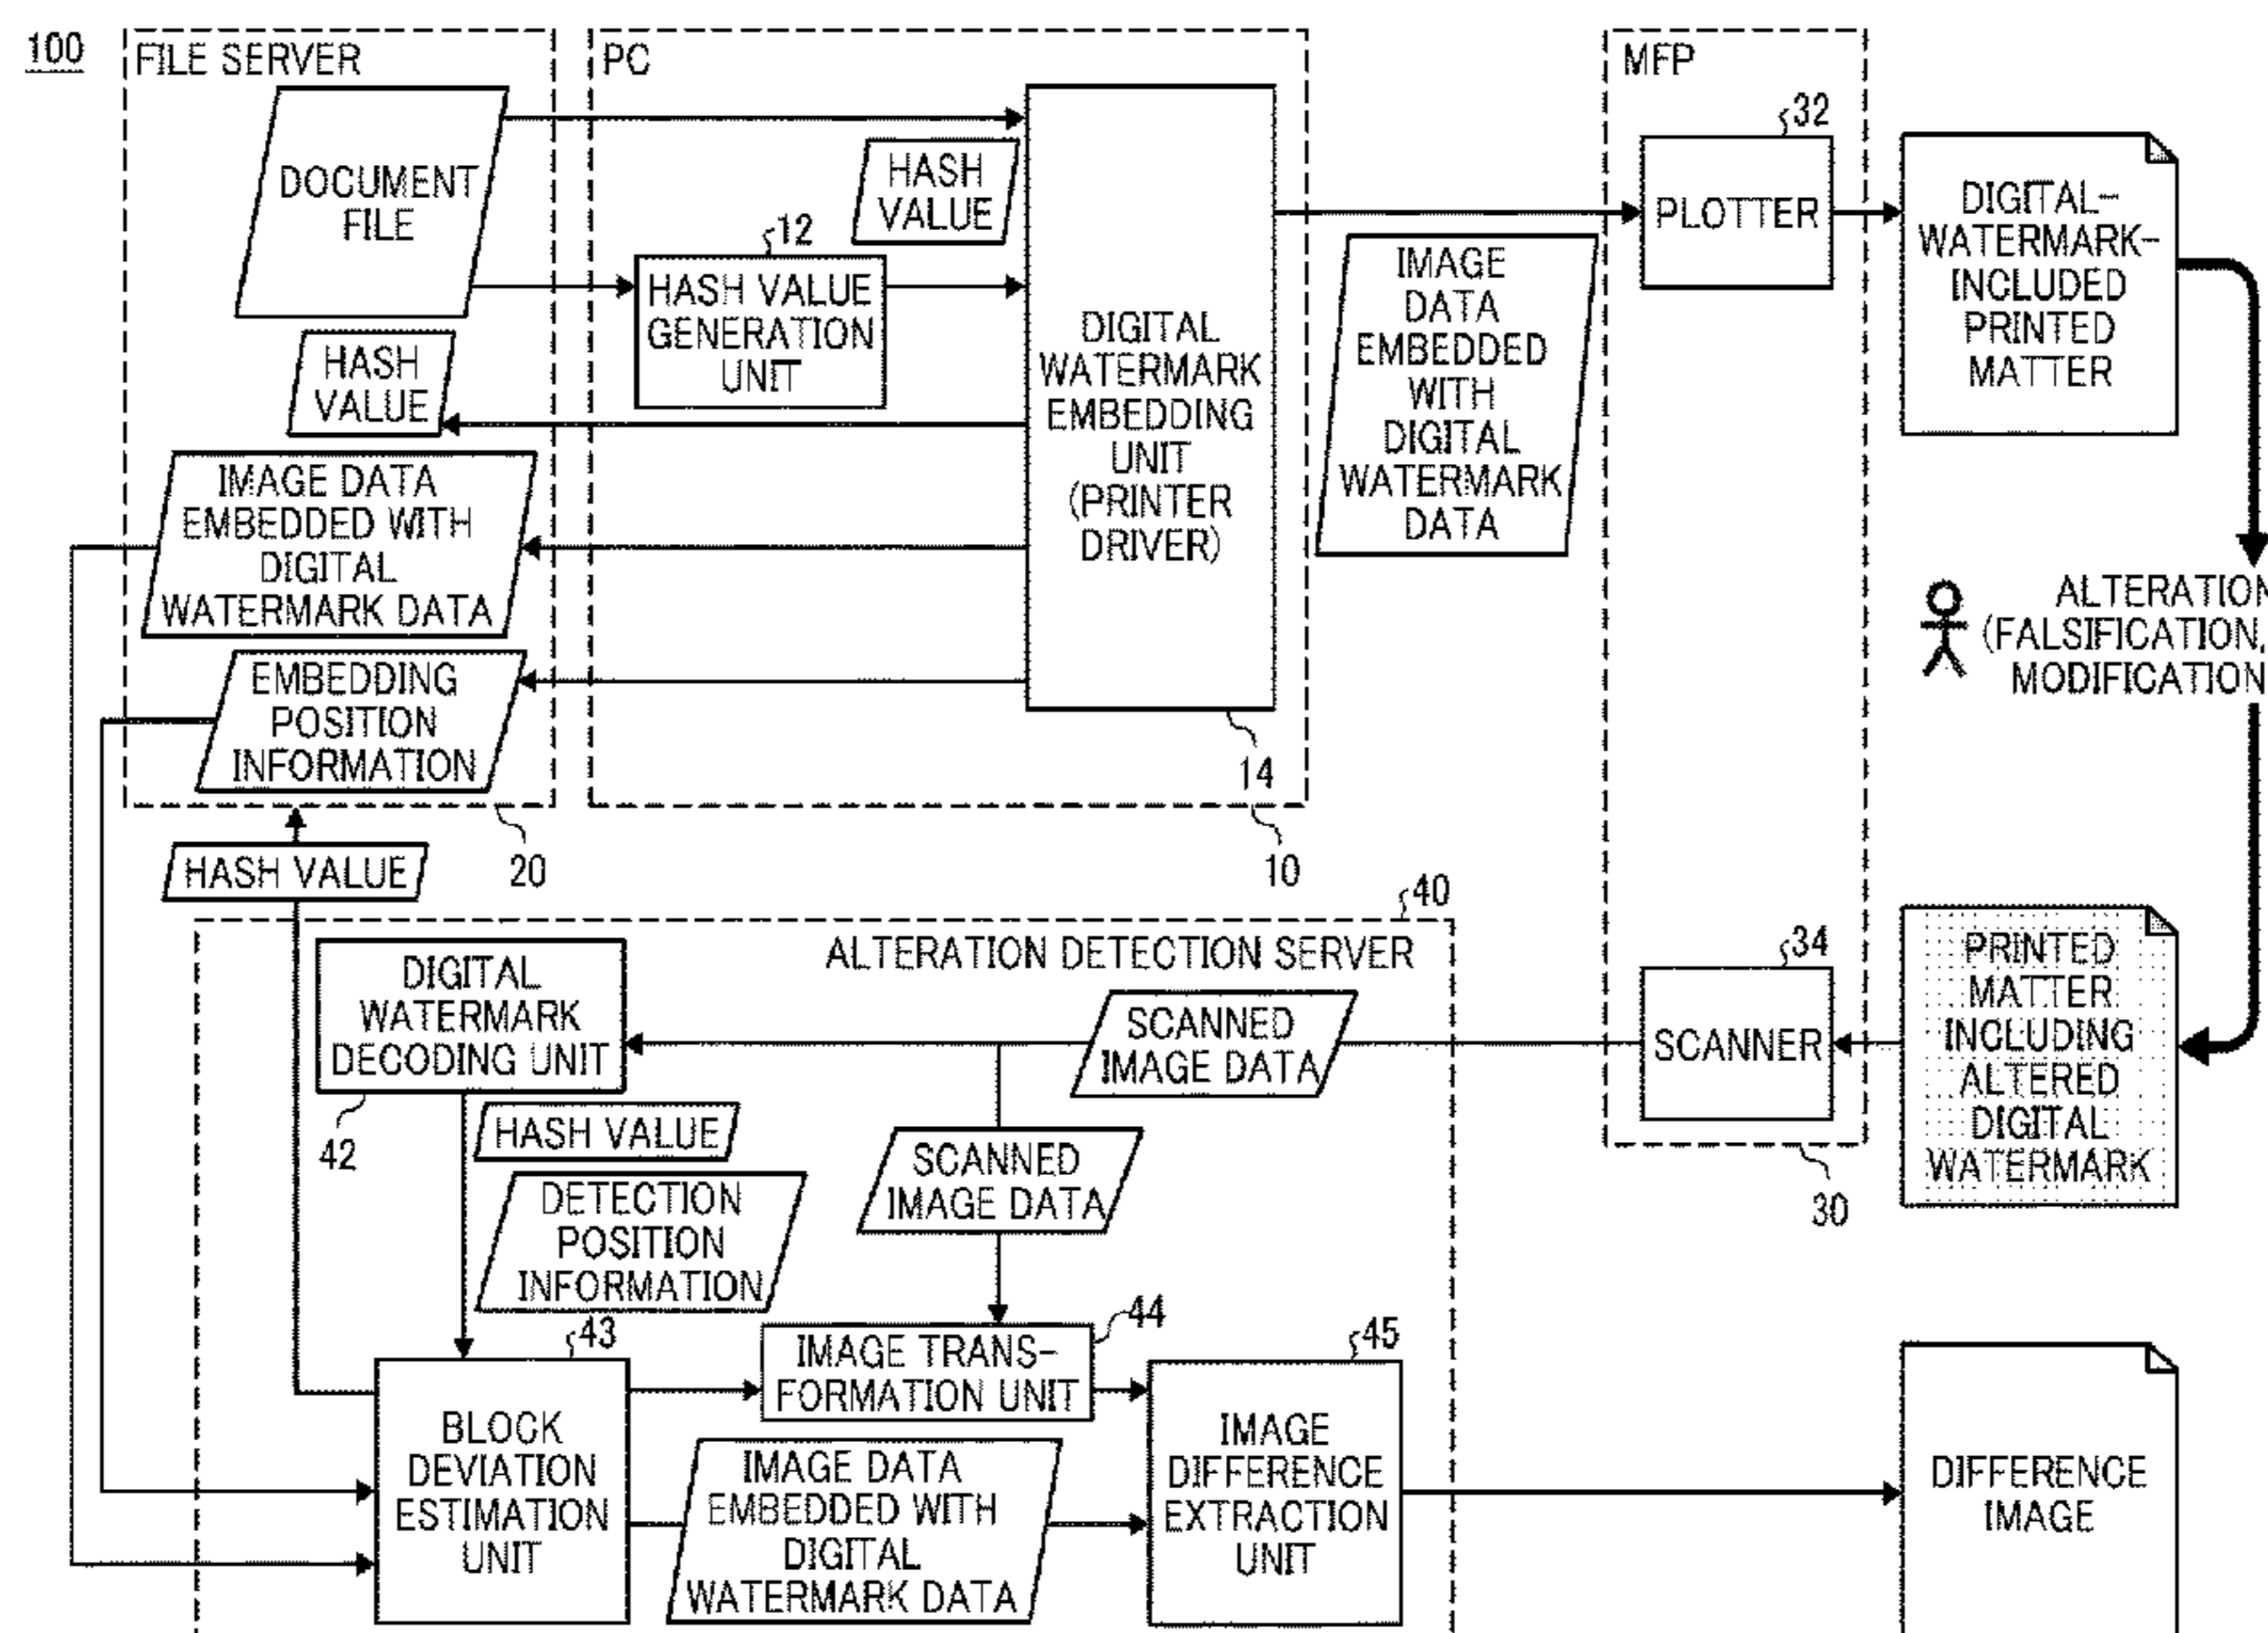 100
FILE SERVER
DOCUMENT
FILE
HASH
VALUE
IMAGE DATA
EMBEDDED WITH
DIGITAL
WATERMARK DATA
EMBEDDING
POSITION
INFORMATION
20
PC
HASH
VALUE
12
HASH VALUE
GENERATION
UNIT
DIGITAL
WATERMARK
EMBEDDING
UNIT
(PRINTER
DRIVER)
14
10
IMAGE
DATA
EMBEDDED
WITH
DIGITAL
WATERMARK
DATA
MFP
32
PLOTTER
DIGITAL-
WATERMARK-
INCLUDED
PRINTED
MATTER
ALTERATION
(FALSIFICATION,
MODIFICATION
HASH VALUE
40
ALTERATION DETECTION SERVER
DIGITAL
WATERMARK
DECODING UNIT
42
SCANNED
IMAGE DATA
34
SCANNER
30
PRINTED
MATTER
INCLUDING
ALTERED
DIGITAL
WATERMARK
HASH VALUE
DETECTION
POSITION
INFORMATION
SCANNED
IMAGE DATA
43
BLOCK
DEVIATION
ESTIMATION
UNIT
44
IMAGE TRANS-
FORMATION UNIT
IMAGE DATA
EMBEDDED WITH
DIGITAL
WATERMARK DATA
45
IMAGE
DIFFERENCE
EXTRACTION
UNIT
DIFFERENCE
IMAGE